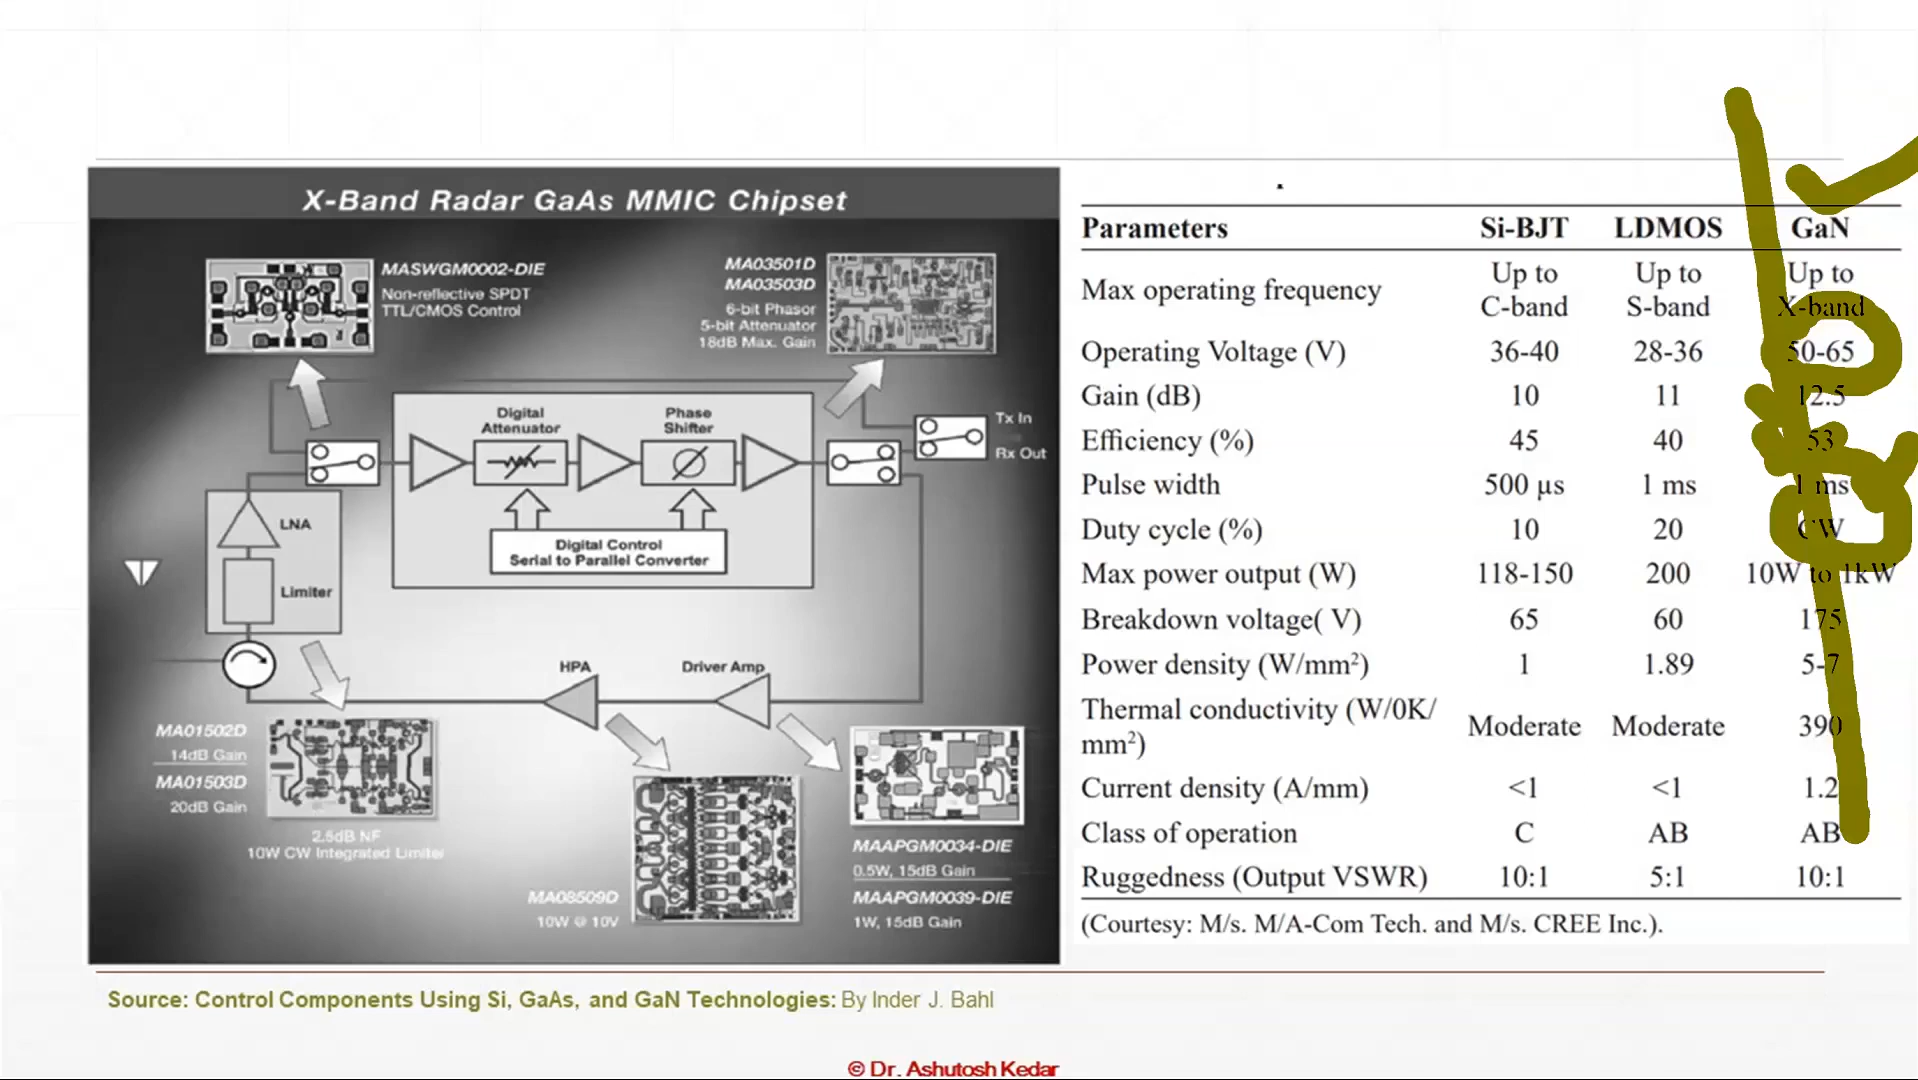 X-Band Radar GaAs MMIC Chipset
MASWGM0002-DIE
Non-reflective SPDT
TTL/CMOS Control
MA03501D
MA03503D
6-bit Phasor
5-bit Attenuator
18dB Max. Gain
Digital
Attenuator
Phase
Shifter
Tx In
Rx Out
LNA
Limiter
Digital Control
Serial to Parallel Converter
HPA
Driver Amp
MA01502D
14dB Gain
MA01503D
20dB Gain
2.5dB NF
10W CW Integrated Limiter
MA08509D
10W @ 10V
MAAPGM0034-DIE
0.5W, 15dB Gain
MAAPGM0039-DIE
1W, 15dB Gain
Parameters Si-BJT LDMOS GaN
Max operating frequency Up to C-band Up to S-band Up to X-band
Operating Voltage (V) 36-40 28-36 50-65
Gain (dB) 10 11 12.5
Efficiency (%) 45 40 53
Pulse width 500 µs 1 ms 1 ms
Duty cycle (%) 10 20 CW
Max power output (W) 118-150 200 10W to 1kW
Breakdown voltage( V) 65 60 175
Power density (W/mm²) 1 1.89 5-7
Thermal conductivity (W/0K/
mm²) Moderate Moderate 390
Current density (A/mm) <1 <1 1.2
Class of operation C AB AB
Ruggedness (Output VSWR) 10:1 5:1 10:1
(Courtesy: M/s. M/A-Com Tech. and M/s. CREE Inc.).
Source: Control Components Using Si, GaAs, and GaN Technologies: By Inder J. Bahl
© Dr. Ashutosh Kedar